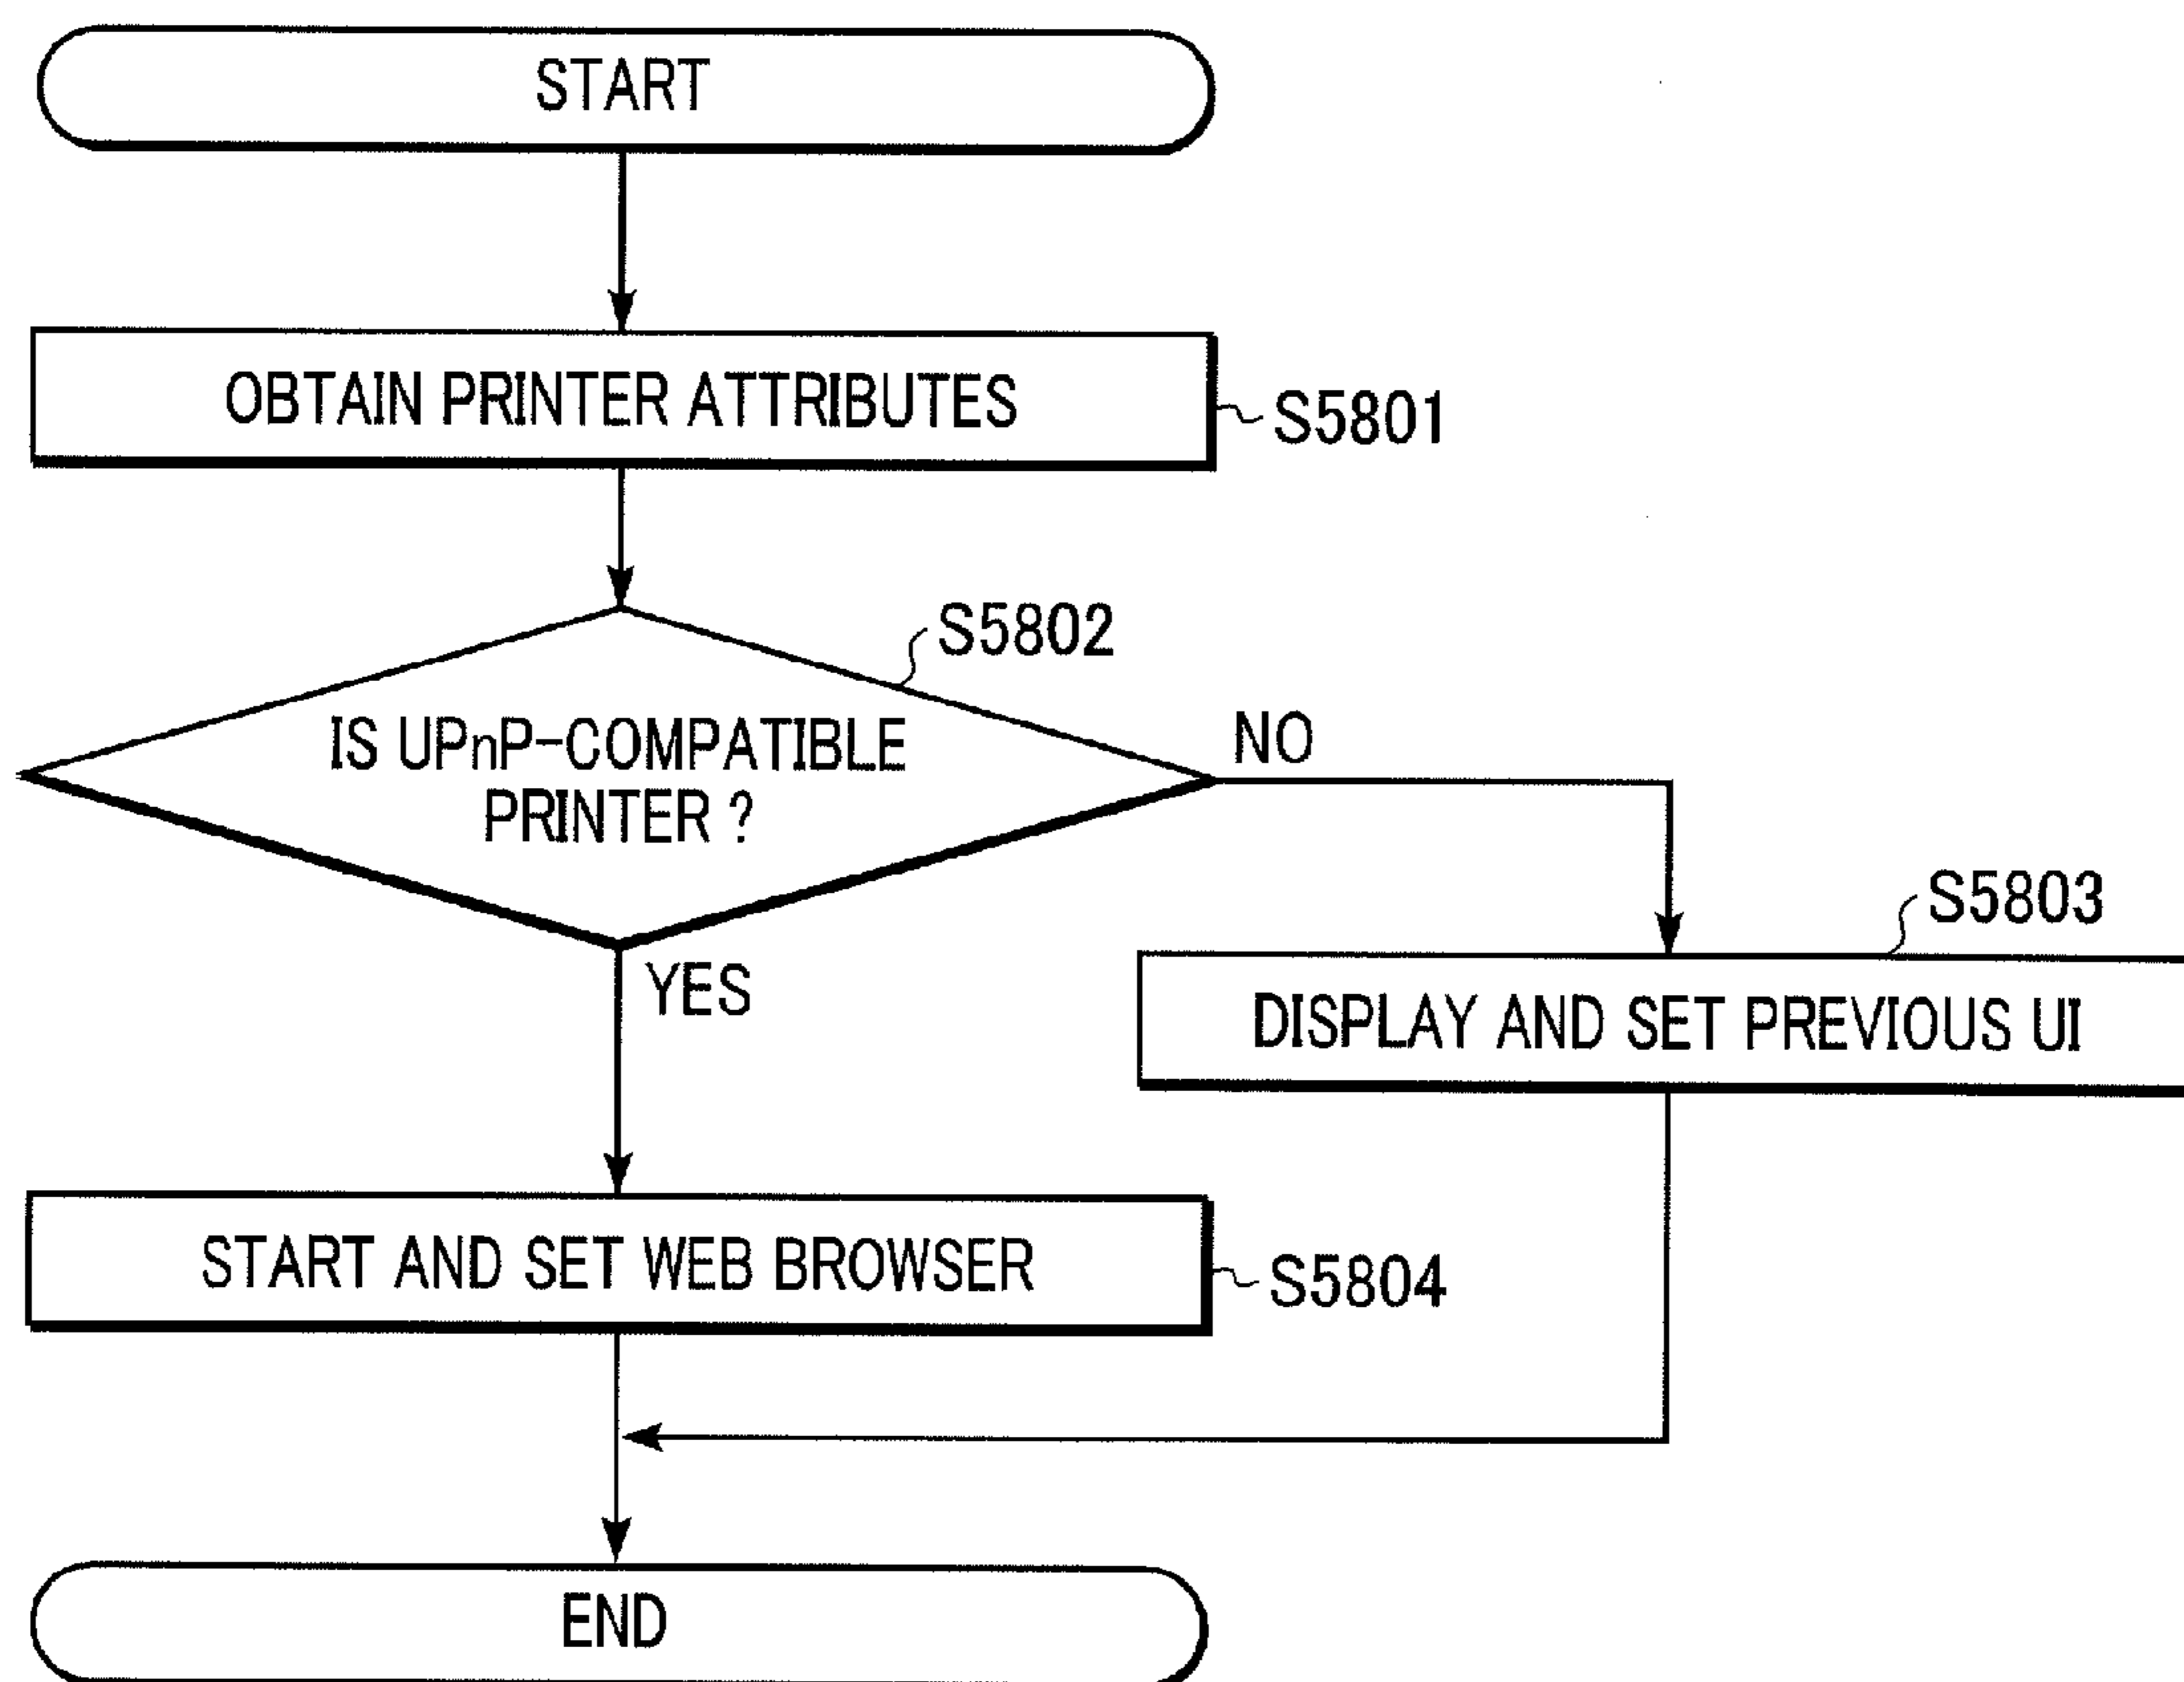 START
OBTAIN PRINTER ATTRIBUTES
S5801
S5802
IS UPnP-COMPATIBLE
PRINTER ?
NO
YES
S5803
DISPLAY AND SET PREVIOUS UI
START AND SET WEB BROWSER
S5804
END